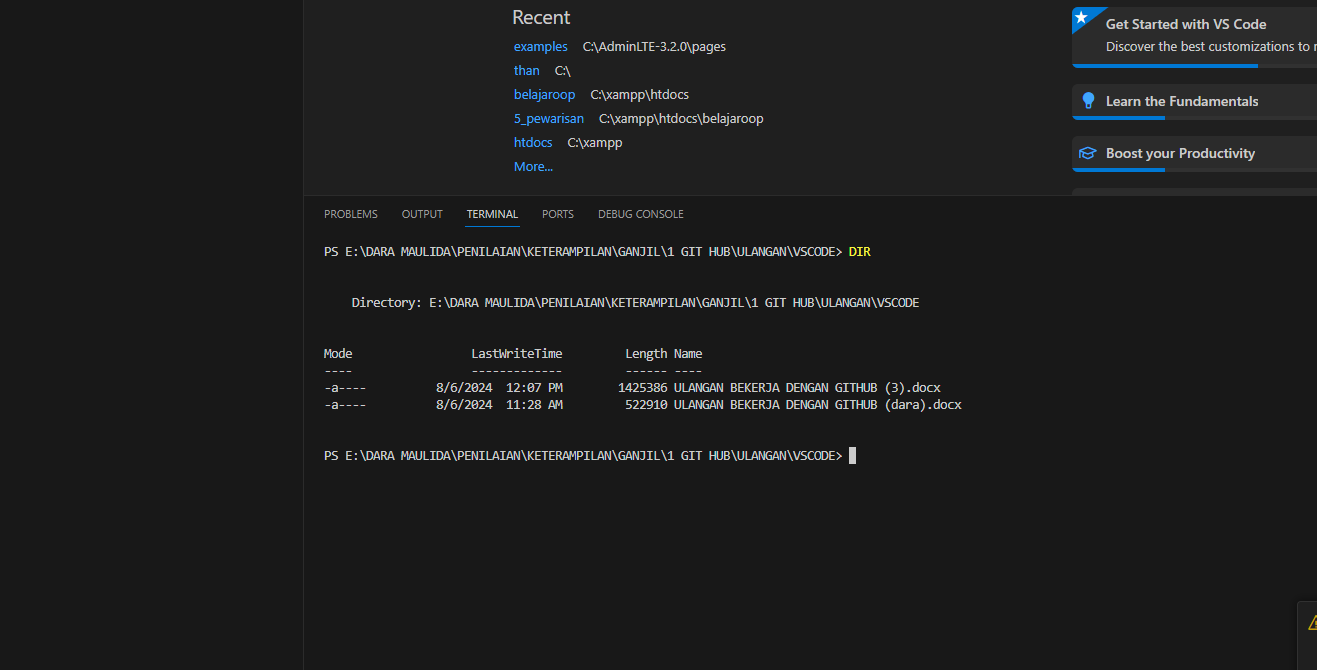 Recent
examples C:\AdminLTE-3.2.0\pages
than C:\
belajaroop C:\xampp\htdocs
5_pewarisan C:\xampp\htdocs\belajaroop
htdocs C:\xampp
More...
Get Started with VS Code
Discover the best customizations to
Learn the Fundamentals
Boost your Productivity
PROBLEMS OUTPUT TERMINAL PORTS DEBUG CONSOLE
PS E:\DARA MAULIDA\PENILAIAN\KETERAMPILAN\GANJIL\1 GIT HUB\ULANGAN\VSCODE> DIR
Directory: E:\DARA MAULIDA\PENILAIAN\KETERAMPILAN\GANJIL\1 GIT HUB\ULANGAN\VSCODE
Mode LastWriteTime Length Name
---- ------------- ------ ----
-a---- 8/6/2024 12:07 PM 1425386 ULANGAN BEKERJA DENGAN GITHUB (3).docx
-a---- 8/6/2024 11:28 AM 522910 ULANGAN BEKERJA DENGAN GITHUB (dara).docx
PS E:\DARA MAULIDA\PENILAIAN\KETERAMPILAN\GANJIL\1 GIT HUB\ULANGAN\VSCODE>